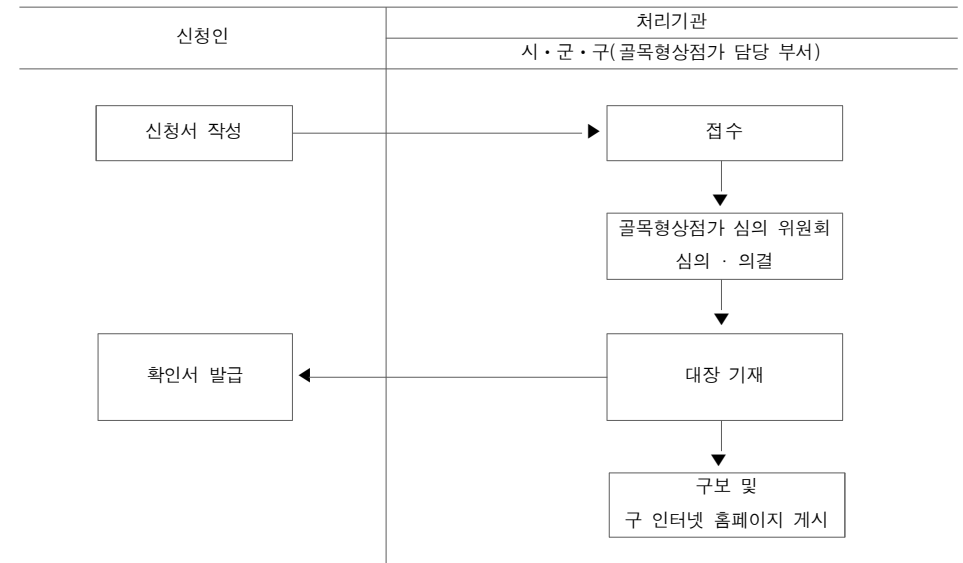 신청인
처리기관
시・군・구(골목형상점가 담당 부서)
신청서 작성
접수
골목형상점가 심의 위원회
심의 · 의결
확인서 발급
대장 기재
구보 및
구 인터넷 홈페이지 게시